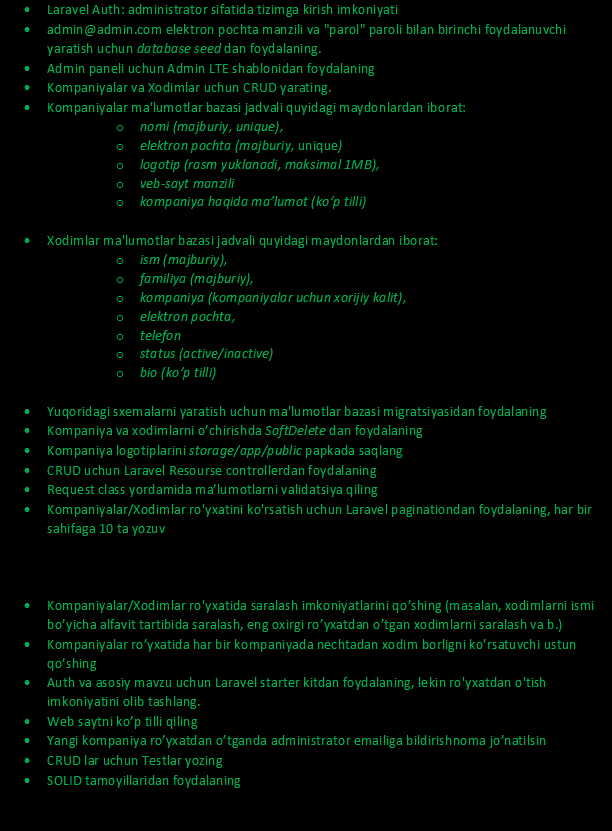 • Laravel Auth: administrator sifatida tizimga kirish imkoniyati
• admin@admin.com elektron pochta manzili va "parol" paroli bilan birinchi foydalanuvchi
yaratish uchun database seed dan foydalaning.
• Admin paneli uchun Admin LTE shablonidan foydalaning
• Kompaniyalar va Xodimlar uchun CRUD yarating.
• Kompaniyalar ma'lumotlar bazasi jadvali quyidagi maydonlardan iborat:
o nomi (majburiy, unique),
o elektron pochta (majburiy, unique)
o logotip (rasm yuklanadi, maksimal 1MB),
o veb-sayt manzili
o kompaniya haqida ma’lumot (ko’p tilli)
• Xodimlar ma'lumotlar bazasi jadvali quyidagi maydonlardan iborat:
o ism (majburiy),
o familiya (majburiy),
o kompaniya (kompaniyalar uchun xorijiy kalit),
o elektron pochta,
o telefon
o status (active/inactive)
o bio (ko’p tilli)
• Yuqoridagi sxemalarni yaratish uchun ma'lumotlar bazasi migratsiyasidan foydalaning
• Kompaniya va xodimlarni o’chirishda SoftDelete dan foydalaning
• Kompaniya logotiplarini storage/app/public papkada saqlang
• CRUD uchun Laravel Resourse controllerdan foydalaning
• Request class yordamida ma’lumotlarni validatsiya qiling
• Kompaniyalar/Xodimlar ro'yxatini ko'rsatish uchun Laravel paginationdan foydalaning, har bir
sahifaga 10 ta yozuv
• Kompaniyalar/Xodimlar ro'yxatida saralash imkoniyatlarini qo’shing (masalan, xodimlarni ismi
bo’yicha alfavit tartibida saralash, eng oxirgi ro’yxatdan o’tgan xodimlarni saralash va b.)
• Kompaniyalar ro’yxatida har bir kompaniyada nechtadan xodim borligni ko’rsatuvchi ustun
qo’shing
• Auth va asosiy mavzu uchun Laravel starter kitdan foydalaning, lekin ro'yxatdan o'tish
imkoniyatini olib tashlang.
• Web saytni ko’p tilli qiling
• Yangi kompaniya ro’yxatdan o’tganda administrator emailiga bildirishnoma jo’natilsin
• CRUD lar uchun Testlar yozing
• SOLID tamoyillaridan foydalaning